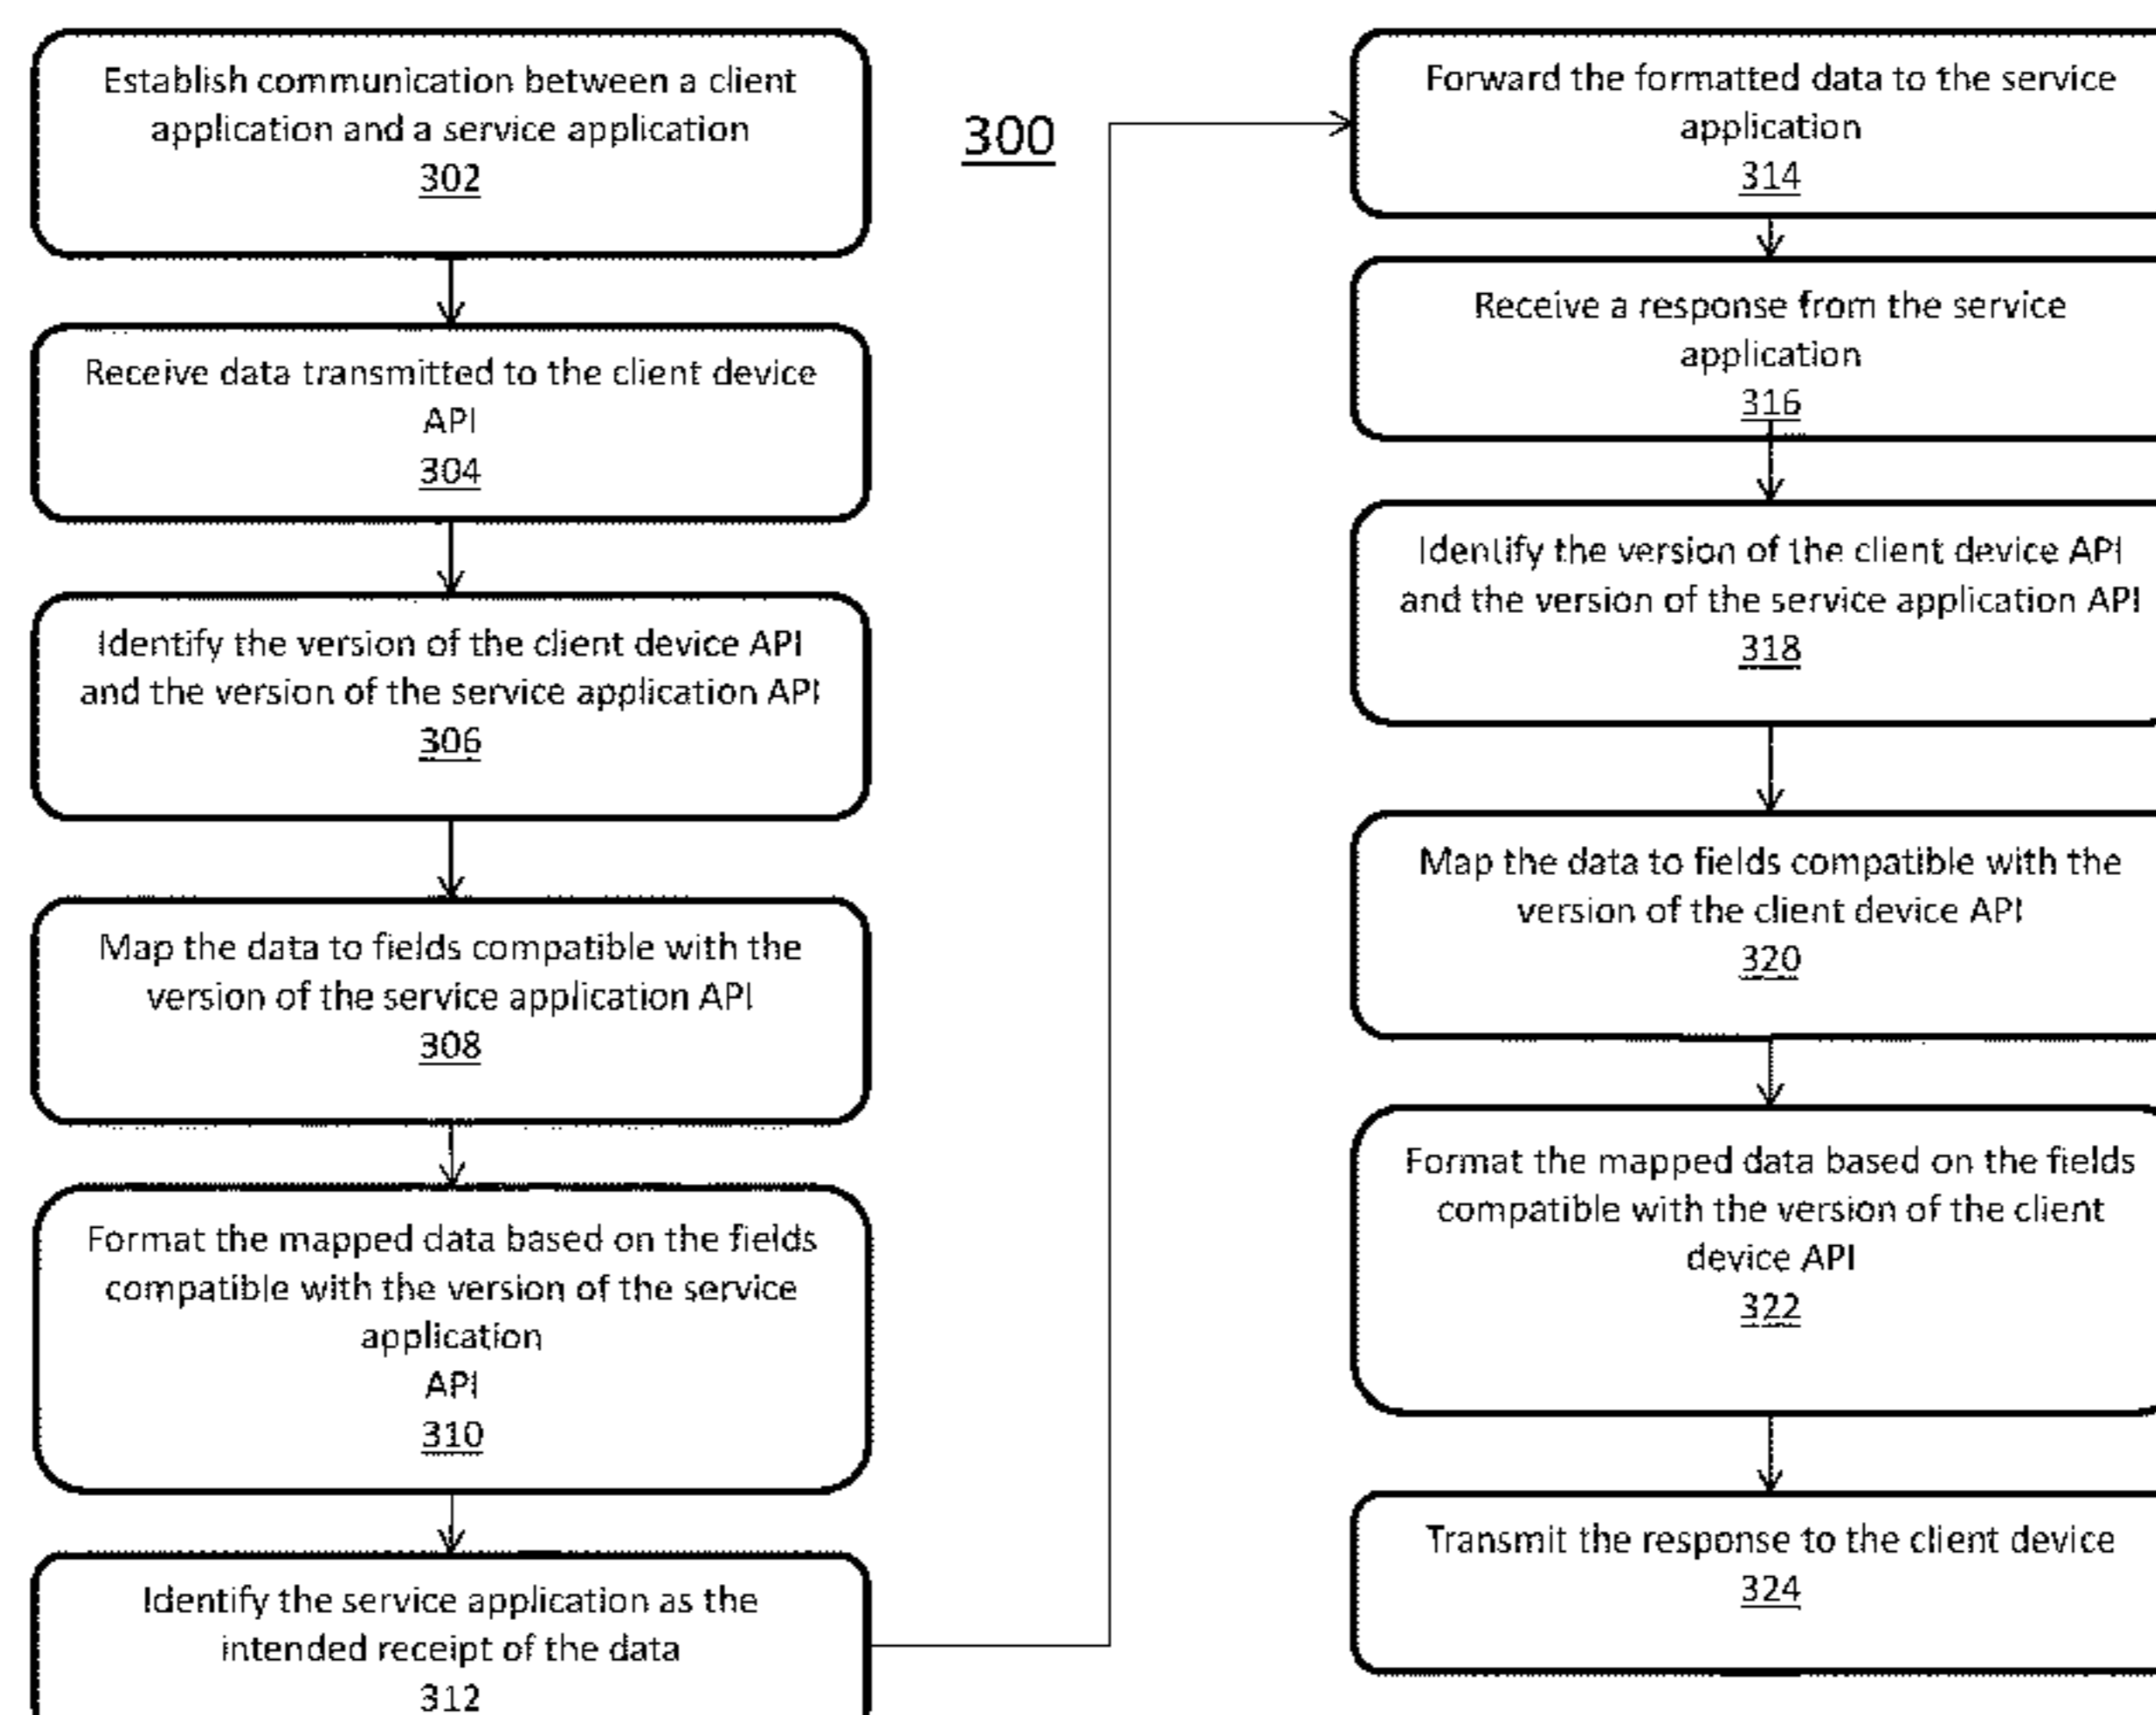 Establish communication between a client
application and a service application
302
Receive data transmitted to the client device
API
304
Identify the version of the client device API
and the version of the service application API
306
Map the data to fields compatible with the
version of the service application API
308
Format the mapped data based on the fields
compatible with the version of the service
application
API
310
Identify the service application as the
intended receipt of the data
312
300
Forward the formatted data to the service
application
314
Receive a response from the service
application
316
Identify the version of the client device API
and the version of the service application API
318
Map the data to fields compatible with the
version of the client device API
320
Format the mapped data based on the fields
compatible with the version of the client
device API
322
Transmit the response to the client device
324